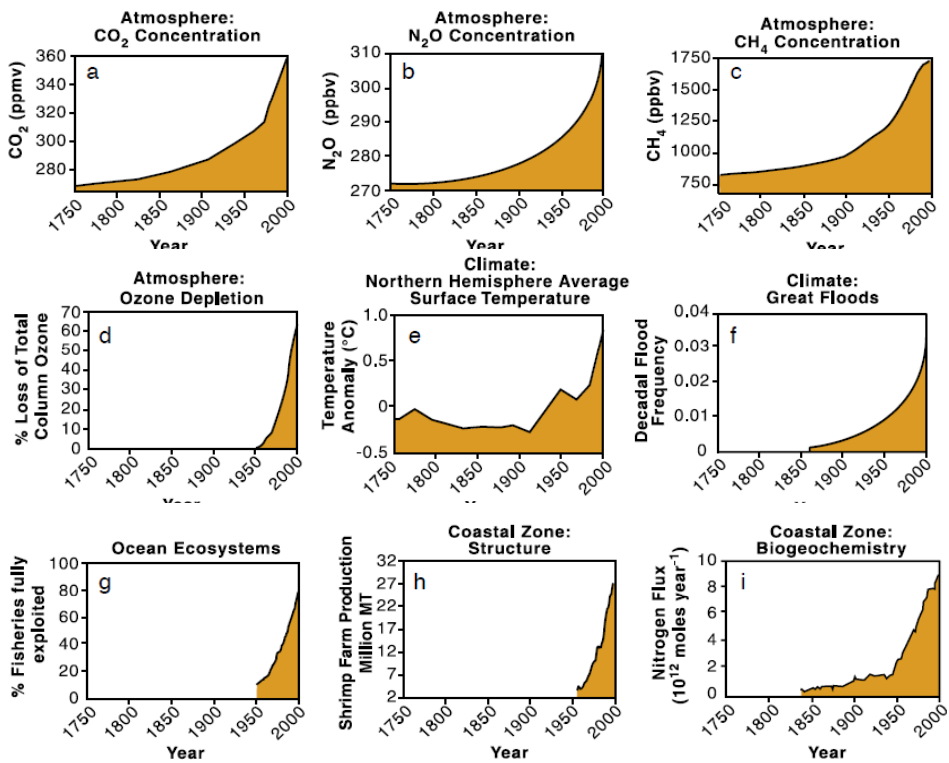 Atmosphere:
CO2 Concentration
a
CO2 (ppmv)
360
340
320
300
280
1750
1800
1850
1900
1950
2000
Year
Atmosphere:
N2O Concentration
b
N2O (ppbv)
310
300
290
280
270
1750
1800
1850
1900
1950
2000
Year
Atmosphere:
CH4 Concentration
c
CH4 (ppbv)
1750
1500
1250
1000
750
1750
1800
1850
1900
1950
2000
Year
Atmosphere:
Ozone Depletion
d
% Loss of Total
Column Ozone
70
60
50
40
30
20
10
0
1750
1800
1850
1900
1950
2000
Year
Climate:
Northern Hemisphere Average
Surface Temperature
e
Temperature
Anomally (°C)
1.0
0.5
0
-0.5
1750
1800
1850
1900
1950
2000
Year
Climate:
Great Floods
f
Decadal Flood
Frequency
0.04
0.03
0.02
0.01
0
1750
1800
1850
1900
1950
2000
Year
Ocean Ecosystems
g
% Fisheries fully
exploited
100
80
60
40
20
0
1750
1800
1850
1900
1950
2000
Year
Coastal Zone:
Structure
h
Shrimp Farm Production
Million MT
32
27
22
17
12
7
2
1750
1800
1850
1900
1950
2000
Year
Coastal Zone:
Biogeochemistry
i
Nitrogen Flux
(10¹² moles year⁻¹)
10
8
6
4
2
0
1750
1800
1850
1900
1950
2000
Year